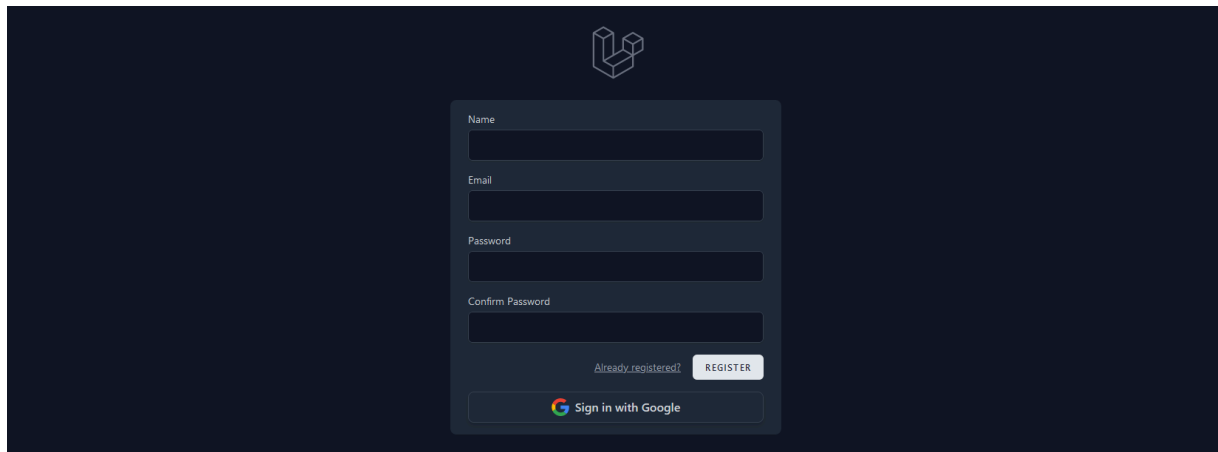 Name
Email
Password
Confirm Password
Already registered? REGISTER
Sign in with Google